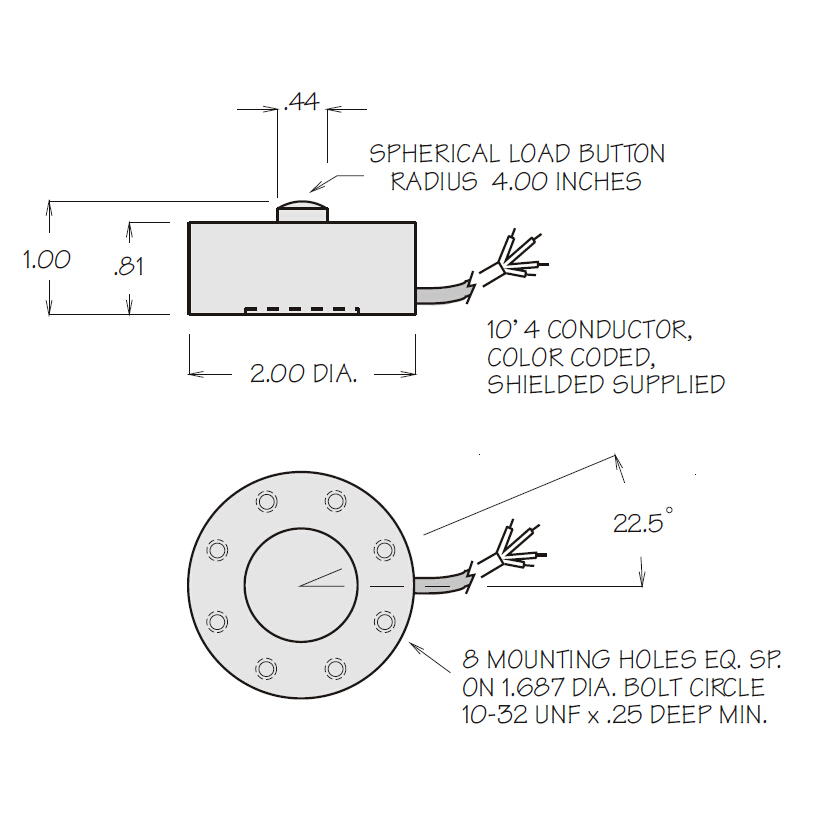 .44
SPHERICAL LOAD BUTTON
RADIUS 4.00 INCHES
1.00
.81
10' 4 CONDUCTOR,
COLOR CODED,
SHIELDED SUPPLIED
2.00 DIA.
22.5°
8 MOUNTING HOLES EQ. SP.
ON 1.687 DIA. BOLT CIRCLE
10-32 UNF x .25 DEEP MIN.